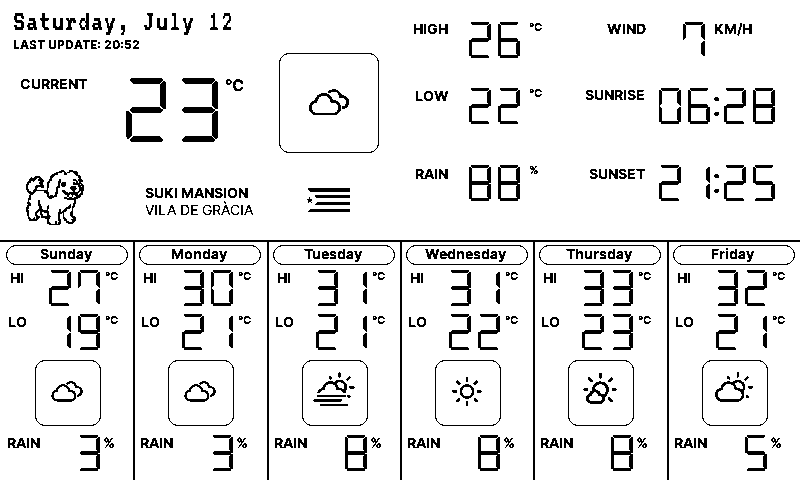 Saturday, July 12
LAST UPDATE: 20:52
CURRENT 23 °C
HIGH 26 °C
LOW 22 °C
RAIN 88 %
WIND 7 KM/H
SUNRISE 06:28
SUNSET 21:25
SUKI MANSION
VILA DE GRÀCIA
Sunday
HI 27 °C
LO 19 °C
RAIN 3 %
Monday
HI 30 °C
LO 21 °C
RAIN 3 %
Tuesday
HI 31 °C
LO 21 °C
RAIN 8 %
Wednesday
HI 31 °C
LO 22 °C
RAIN 8 %
Thursday
HI 33 °C
LO 23 °C
RAIN 8 %
Friday
HI 32 °C
LO 21 °C
RAIN 5 %